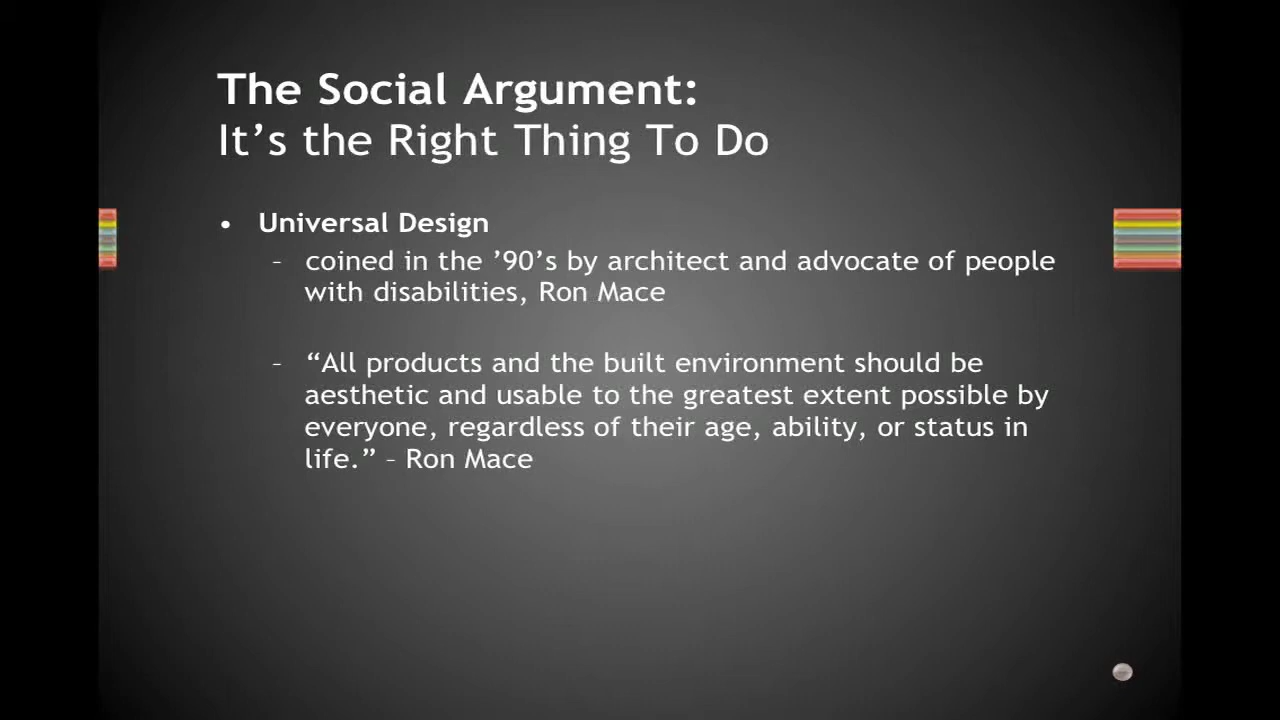 The Social Argument:
It’s the Right Thing To Do
• Universal Design
– coined in the ’90’s by architect and advocate of people
with disabilities, Ron Mace
– “All products and the built environment should be
aesthetic and usable to the greatest extent possible by
everyone, regardless of their age, ability, or status in
life.” – Ron Mace